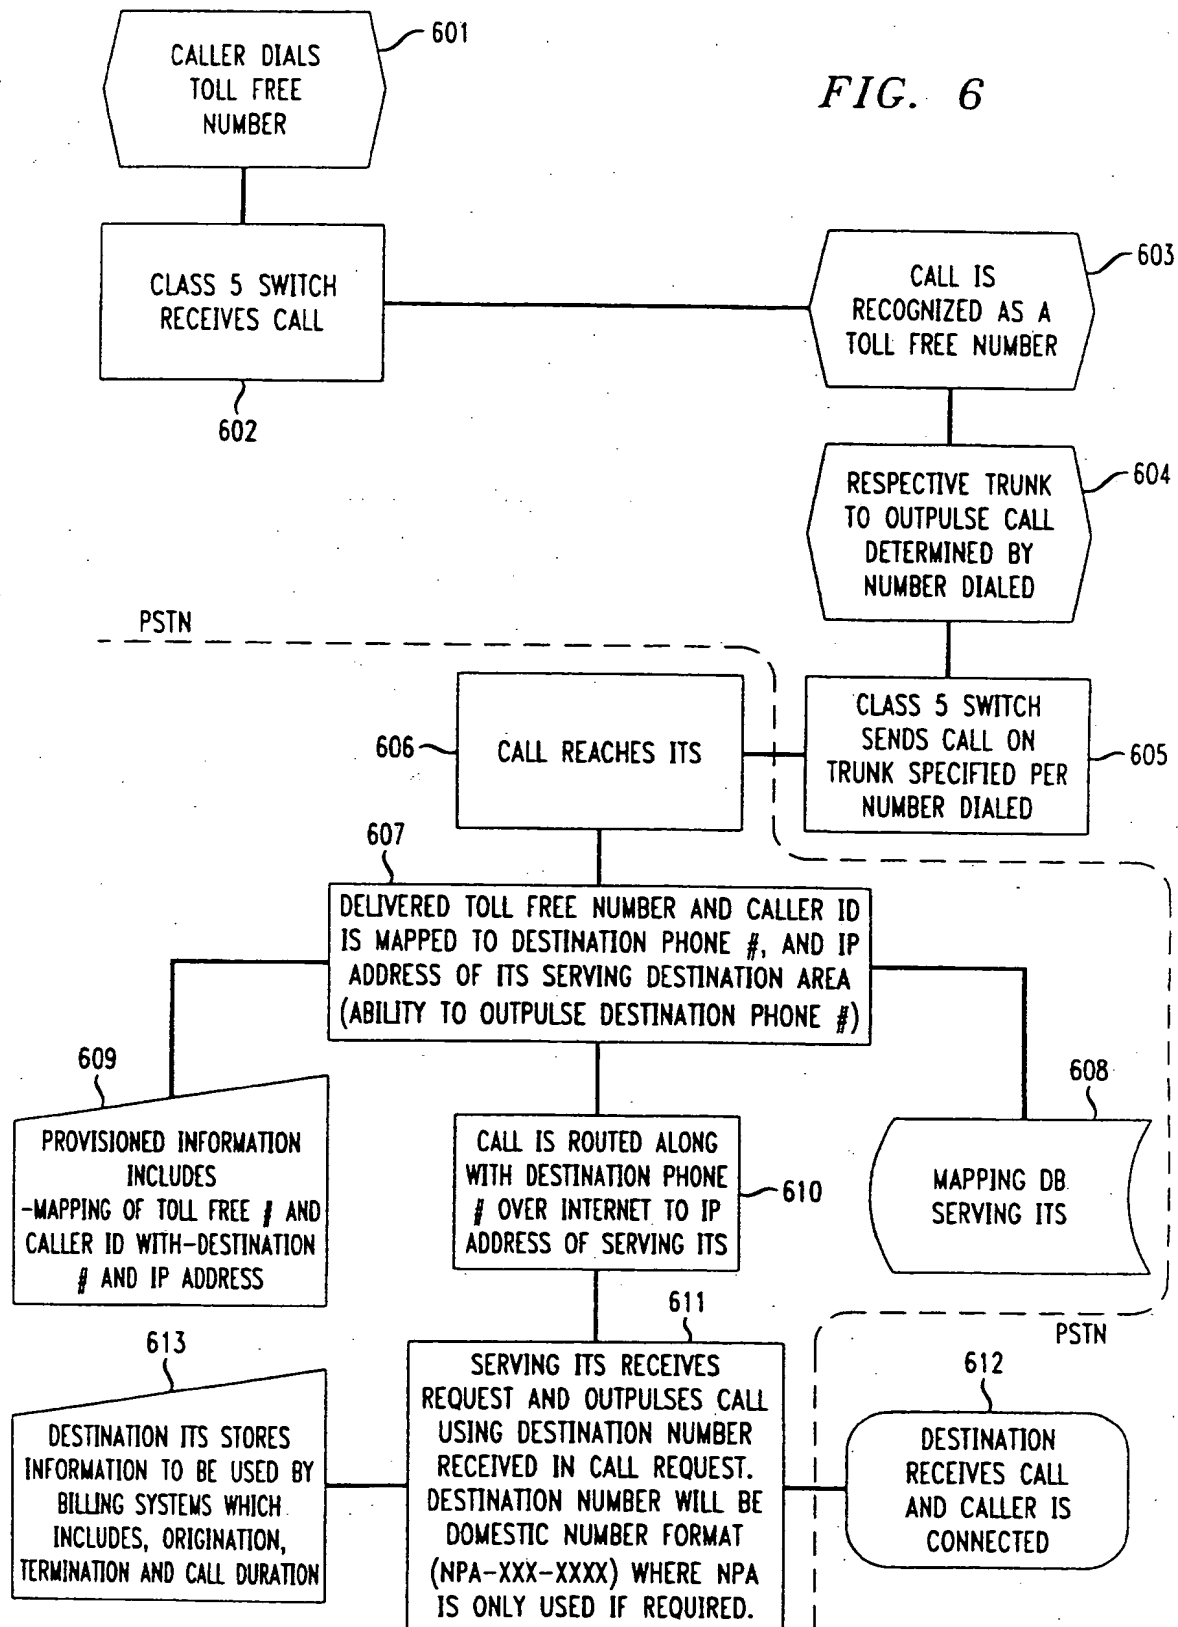 601
CALLER DIALS
TOLL FREE
NUMBER
FIG. 6
CLASS 5 SWITCH
RECEIVES CALL
602
603
CALL IS
RECOGNIZED AS A
TOLL FREE NUMBER
604
RESPECTIVE TRUNK
TO OUTPULSE CALL
DETERMINED BY
NUMBER DIALED
PSTN
606
CALL REACHES ITS
CLASS 5 SWITCH
SENDS CALL ON
TRUNK SPECIFIED PER
NUMBER DIALED
605
607
DELIVERED TOLL FREE NUMBER AND CALLER ID
IS MAPPED TO DESTINATION PHONE #, AND IP
ADDRESS OF ITS SERVING DESTINATION AREA
(ABILITY TO OUTPULSE DESTINATION PHONE #)
609
PROVISIONED INFORMATION
INCLUDES
-MAPPING OF TOLL FREE # AND
CALLER ID WITH-DESTINATION
# AND IP ADDRESS
CALL IS ROUTED ALONG
WITH DESTINATION PHONE
# OVER INTERNET TO IP
ADDRESS OF SERVING ITS
610
608
MAPPING DB
SERVING ITS
613
DESTINATION ITS STORES
INFORMATION TO BE USED BY
BILLING SYSTEMS WHICH
INCLUDES, ORIGINATION,
TERMINATION AND CALL DURATION
611
SERVING ITS RECEIVES
REQUEST AND OUTPULSES CALL
USING DESTINATION NUMBER
RECEIVED IN CALL REQUEST.
DESTINATION NUMBER WILL BE
DOMESTIC NUMBER FORMAT
(NPA-XXX-XXXX) WHERE NPA
IS ONLY USED IF REQUIRED.
PSTN
612
DESTINATION
RECEIVES CALL
AND CALLER IS
CONNECTED